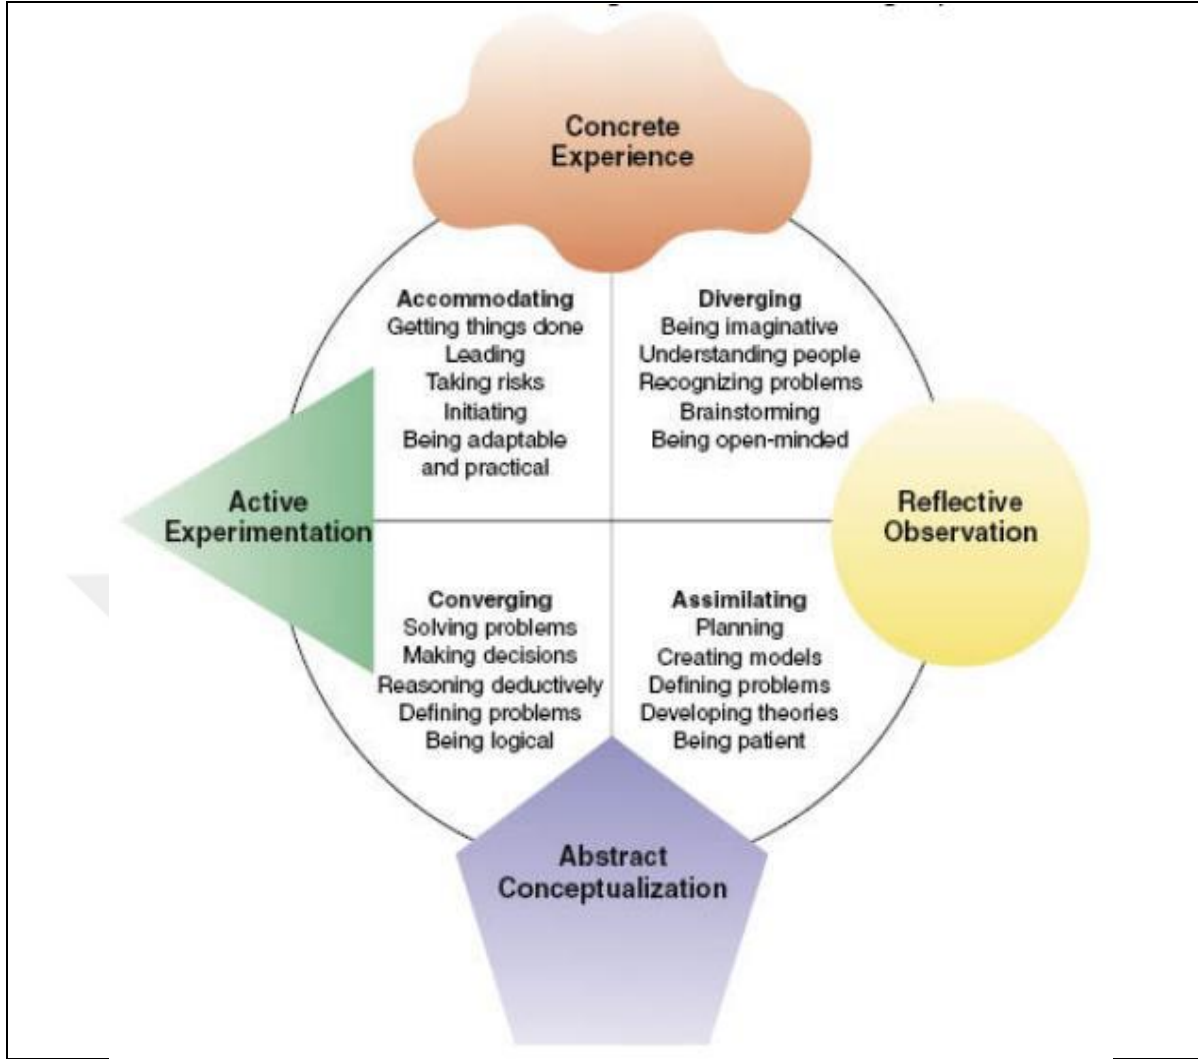 Concrete
Experience
Accommodating
Getting things done
Leading
Taking risks
Initiating
Being adaptable
and practical
Diverging
Being imaginative
Understanding people
Recognizing problems
Brainstorming
Being open-minded
Active
Experimentation
Reflective
Observation
Converging
Solving problems
Making decisions
Reasoning deductively
Defining problems
Being logical
Assimilating
Planning
Creating models
Defining problems
Developing theories
Being patient
Abstract
Conceptualization